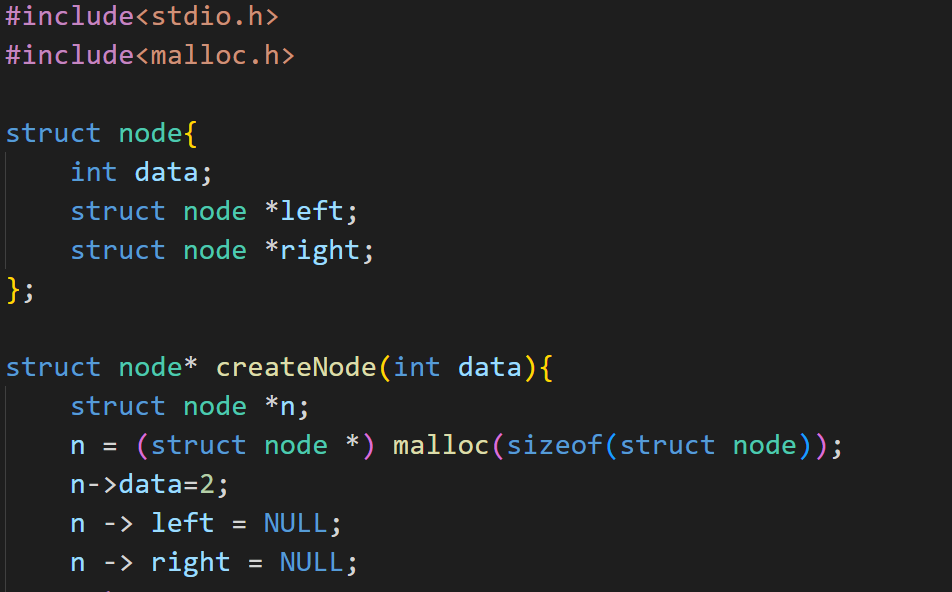 #include<stdio.h>
#include<malloc.h>
struct node{
    int data;
    struct node *left;
    struct node *right;
};
struct node* createNode(int data){
    struct node *n;
    n = (struct node *) malloc(sizeof(struct node));
    n->data=2;
    n -> left = NULL;
    n -> right = NULL;